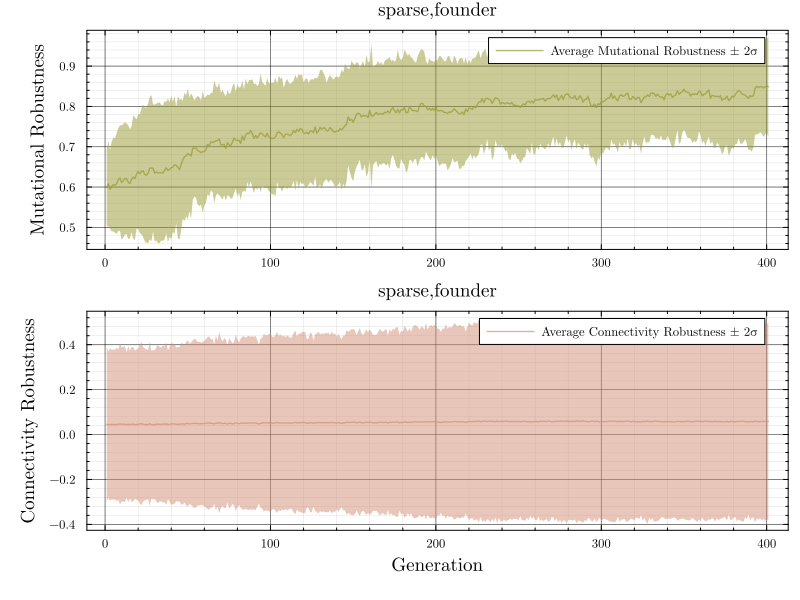 sparse,founder
Average Mutational Robustness ± 2σ
Mutational Robustness
0.9
0.8
0.7
0.6
0.5
0 100 200 300 400
sparse,founder
Average Connectivity Robustness ± 2σ
Connectivity Robustness
0.4
0.2
0.0
−0.2
−0.4
0 100 200 300 400
Generation